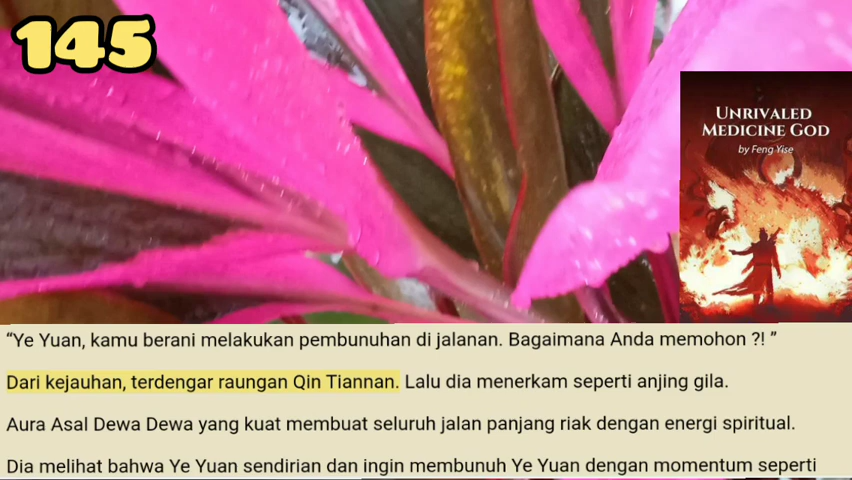 145
UNRIVALED
MEDICINE GOD
by Feng Yise
“Ye Yuan, kamu berani melakukan pembunuhan di jalanan. Bagaimana Anda memohon ?! ”
Dari kejauhan, terdengar raungan Qin Tiannan. Lalu dia menerkam seperti anjing gila.
Aura Asal Dewa Dewa yang kuat membuat seluruh jalan panjang riak dengan energi spiritual.
Dia melihat bahwa Ye Yuan sendirian dan ingin membunuh Ye Yuan dengan momentum seperti